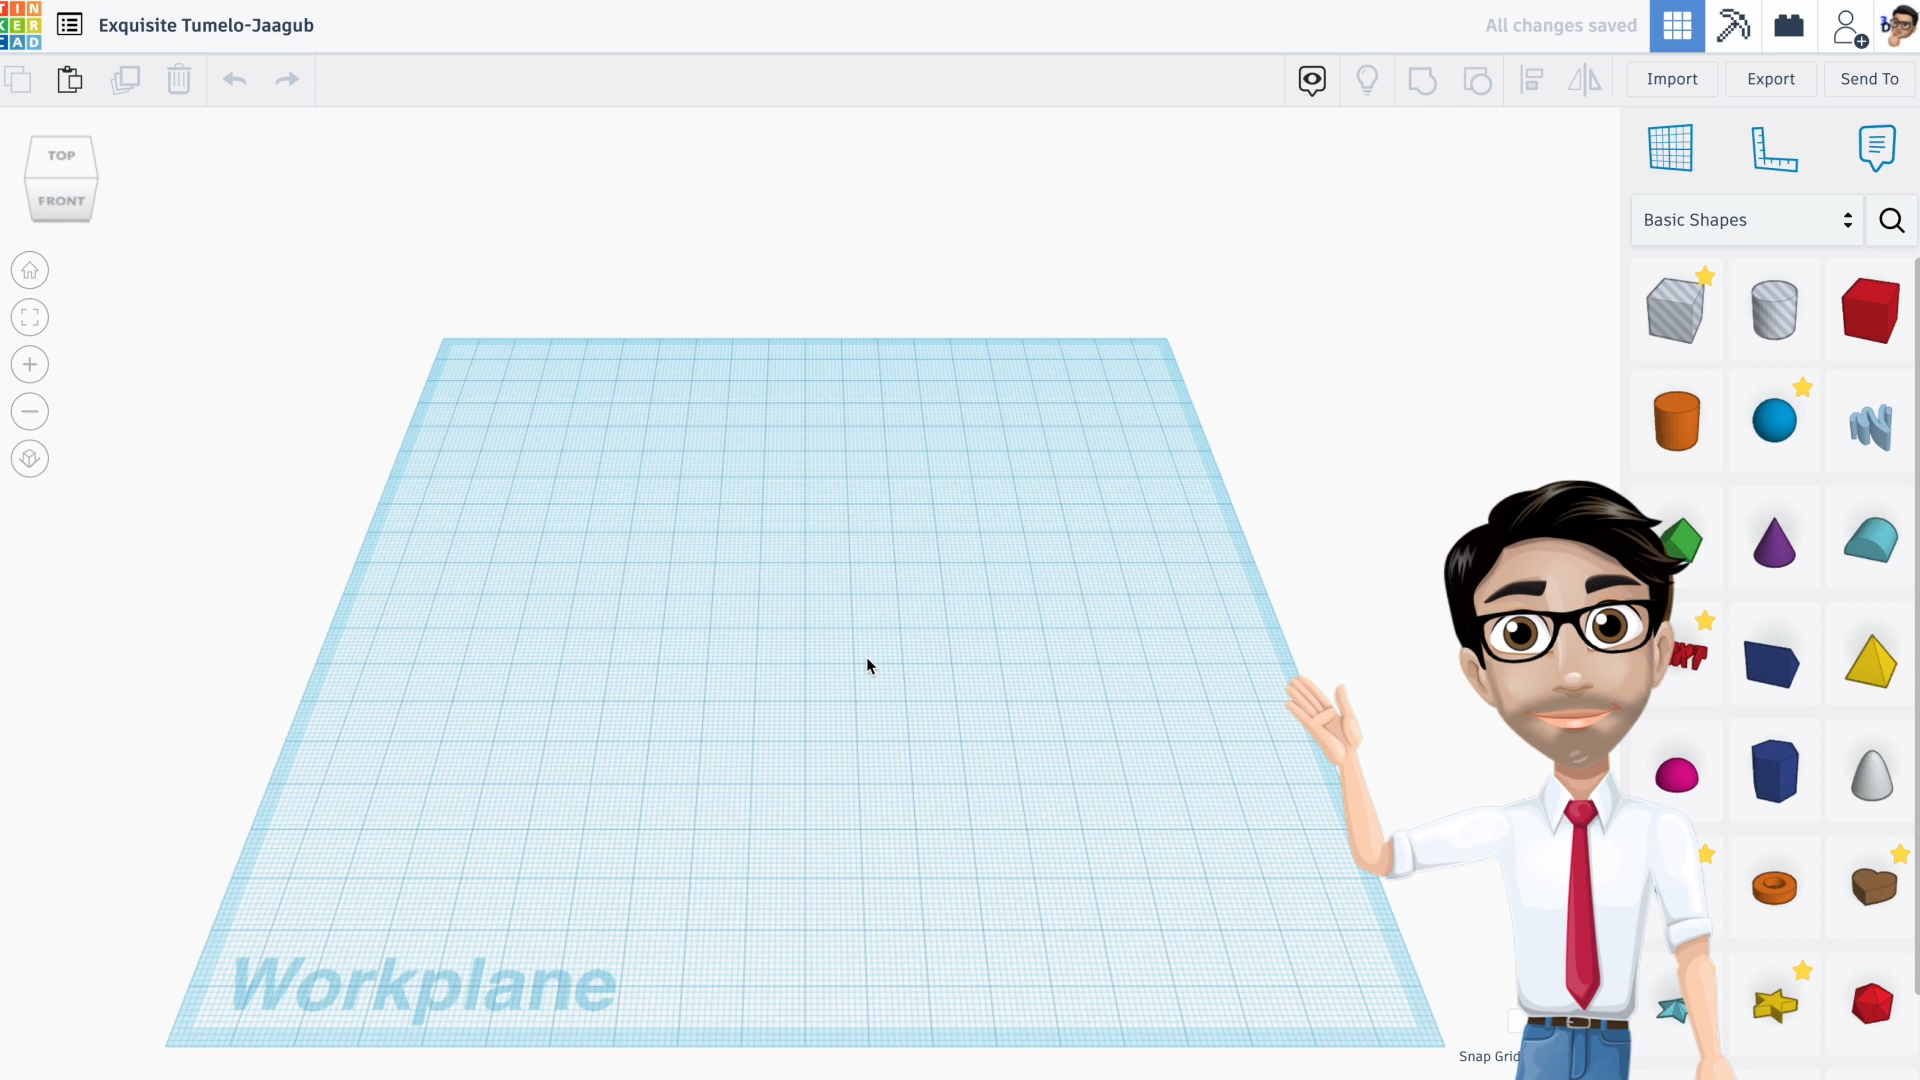 TIN
KER
CAD
Exquisite Tumelo-Jaagub
All changes saved
Import
Export
Send To
TOP
FRONT
Basic Shapes
Workplane
Snap Grid